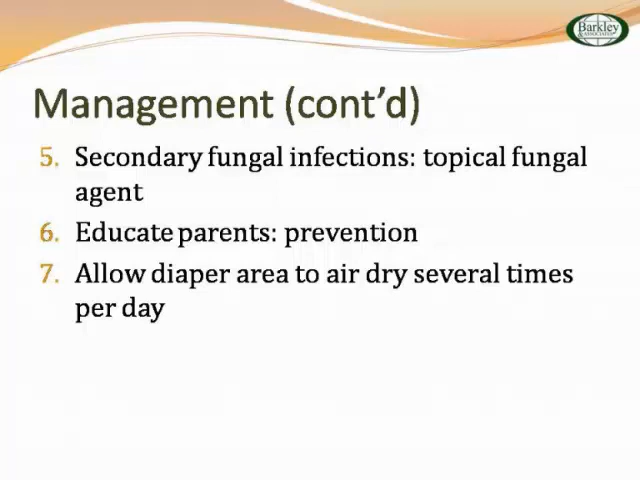 Barkley
& ASSOCIATES
Management (cont'd)
5. Secondary fungal infections: topical fungal
agent
6. Educate parents: prevention
7. Allow diaper area to air dry several times
per day